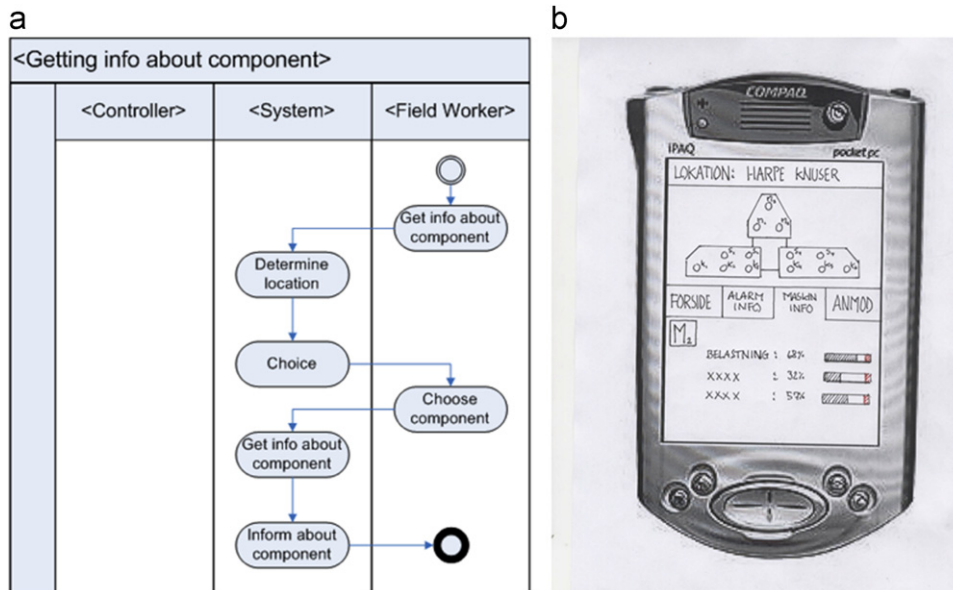 a
<Getting info about component>
<Controller>
<System>
<Field Worker>
Get info about
component
Determine
location
Choice
Choose
component
Get info about
component
Inform about
component
b
COMPAQ
iPAQ
pocket pc
LOKATION: HARPE KNUSER
FORSIDE
ALARM
INFO
MASKIN
INFO
ANMOD
BELASTNING : 68%
XXXX : 32%
XXXX : 57%